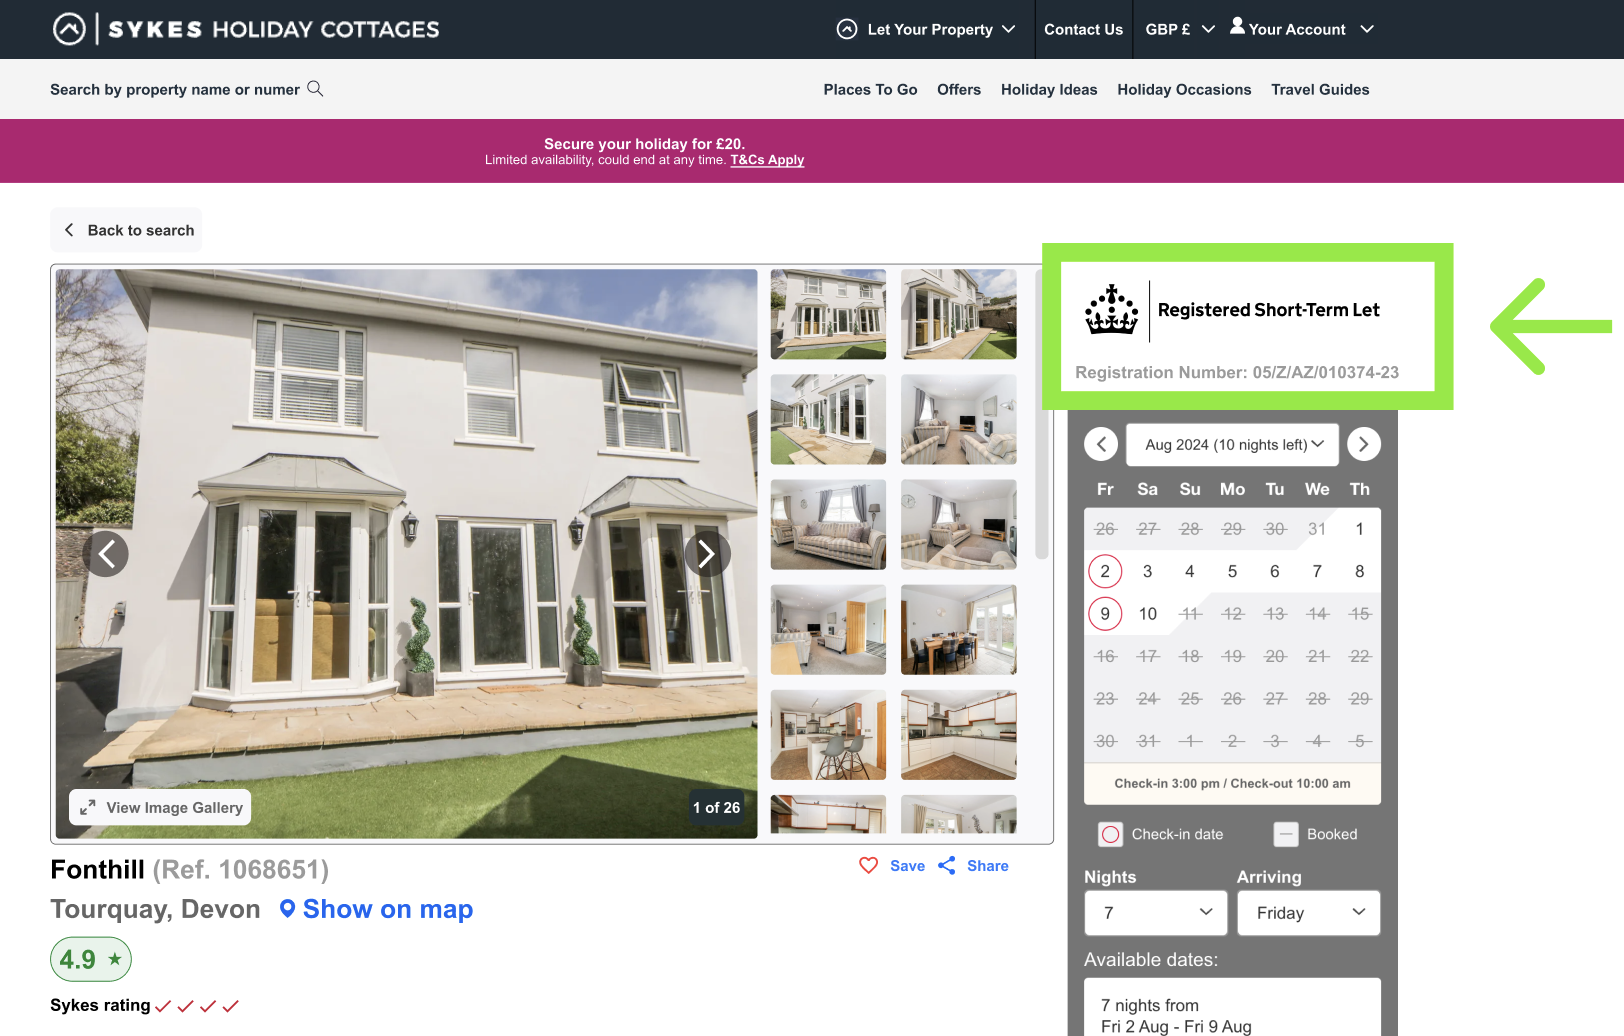 SYKES HOLIDAY COTTAGES
Let Your Property
Contact Us
GBP £
Your Account
Search by property name or numer
Places To Go
Offers
Holiday Ideas
Holiday Occasions
Travel Guides
Secure your holiday for £20.
Limited availability, could end at any time. T&Cs Apply
Back to search
Registered Short-Term Let
Registration Number: 05/Z/AZ/010374-23
View Image Gallery
1 of 26
Fonthill (Ref. 1068651)
Save
Share
Tourquay, Devon
Show on map
4.9 ★
Sykes rating
Aug 2024 (10 nights left)
Fr Sa Su Mo Tu We Th
26 27 28 29 30 31 1
2 3 4 5 6 7 8
9 10 11 12 13 14 15
16 17 18 19 20 21 22
23 24 25 26 27 28 29
30 31 1 2 3 4 5
Check-in 3:00 pm / Check-out 10:00 am
Check-in date
Booked
Nights
Arriving
7
Friday
Available dates:
7 nights from
Fri 2 Aug - Fri 9 Aug